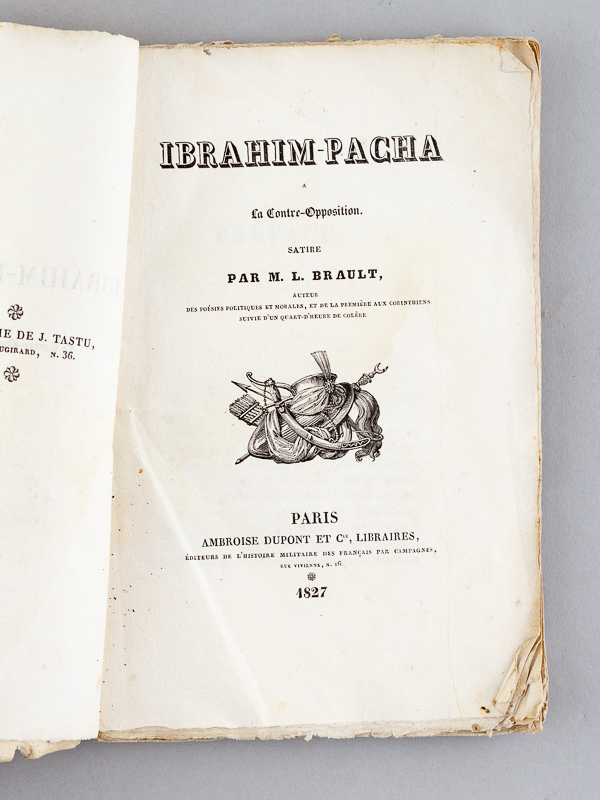 IE DE J. TASTU,
UGIRARD, N. 36.
IBRAHIM-PACHA
A
La Contre-Opposition.
SATIRE
PAR M. L. BRAULT,
AUTEUR
DES POÉSIES POLITIQUES ET MORALES, ET DE LA PREMIÈRE AUX CORINTHIENS
SUIVIE D'UN QUART-D'HEURE DE COLÈRE
PARIS
AMBROISE DUPONT ET Cie, LIBRAIRES,
ÉDITEURS DE L'HISTOIRE MILITAIRE DES FRANÇAIS PAR CAMPAGNES,
RUE VIVIENNE, N. 16.
1827